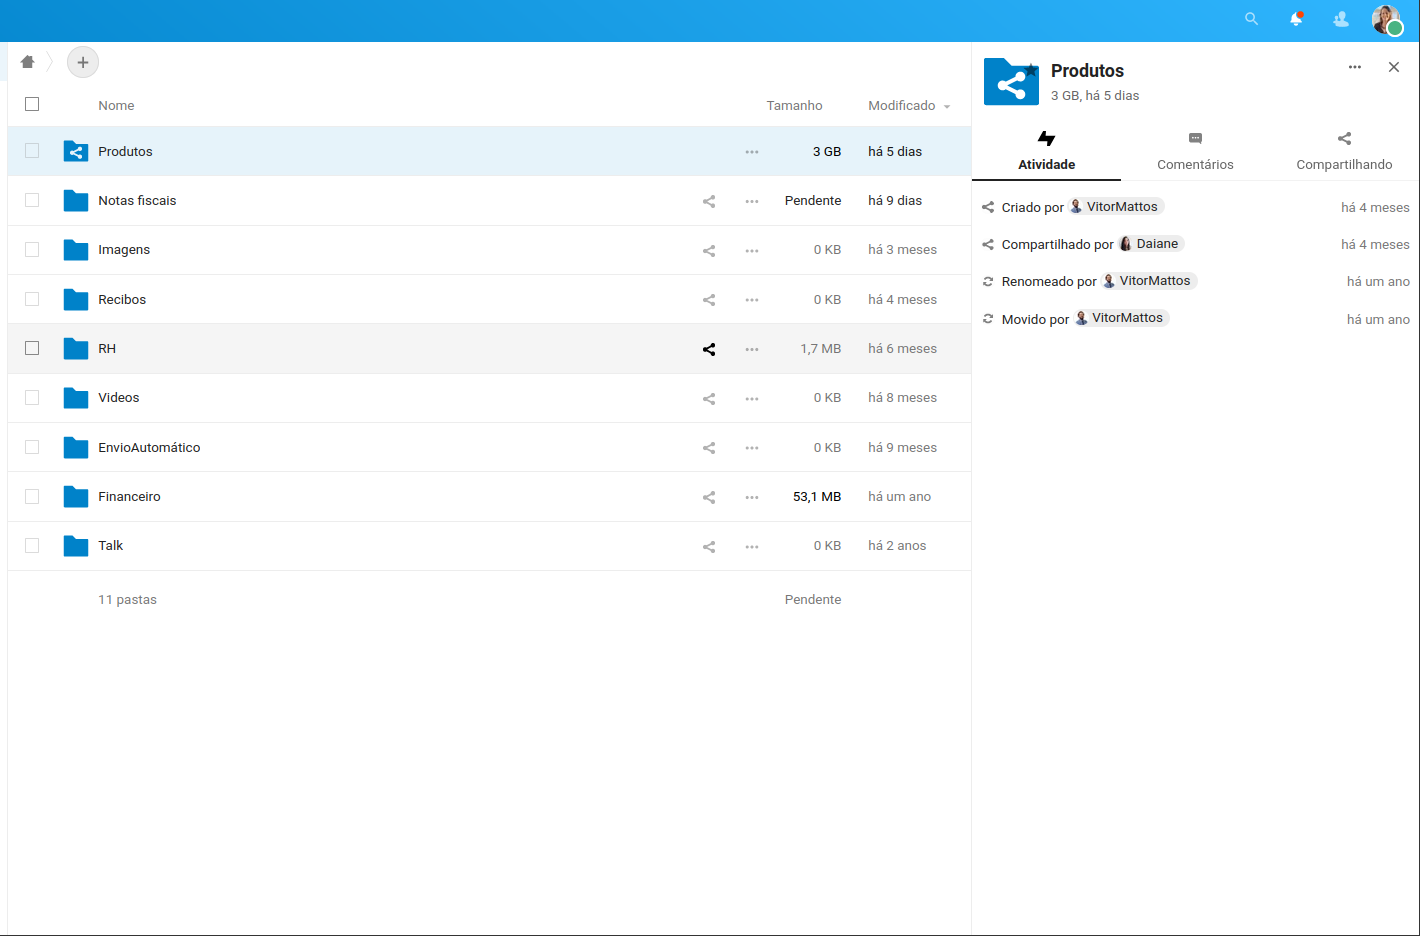 Nome Tamanho Modificado
Produtos 3 GB há 5 dias
Notas fiscais Pendente há 9 dias
Imagens 0 KB há 3 meses
Recibos 0 KB há 4 meses
RH 1,7 MB há 6 meses
Videos 0 KB há 8 meses
EnvioAutomático 0 KB há 9 meses
Financeiro 53,1 MB há um ano
Talk 0 KB há 2 anos
11 pastas Pendente
Produtos
3 GB, há 5 dias
Atividade Comentários Compartilhando
Criado por VitorMattos há 4 meses
Compartilhado por Daiane há 4 meses
Renomeado por VitorMattos há um ano
Movido por VitorMattos há um ano